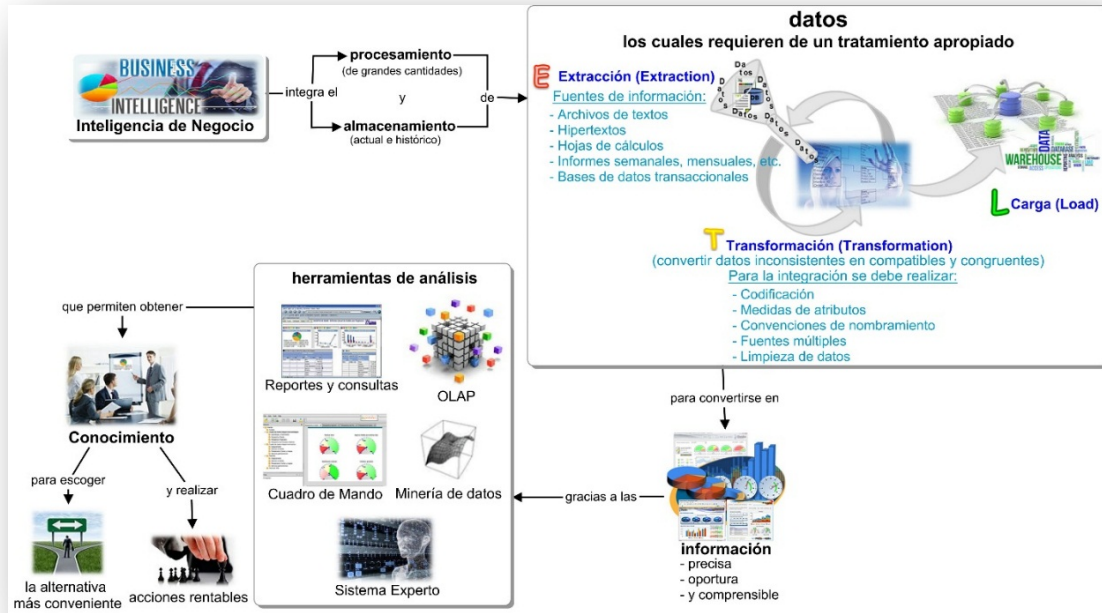 BUSINESS
INTELLIGENCE
Inteligencia de Negocio
integra el
procesamiento
(de grandes cantidades)
y
almacenamiento
(actual e histórico)
de
datos
los cuales requieren de un tratamiento apropiado
E Extracción (Extraction)
Fuentes de información:
- Archivos de textos
- Hipertextos
- Hojas de cálculos
- Informes semanales, mensuales, etc.
- Bases de datos transaccionales
Datos Datos Datos Datos Datos
DATA
WAREHOUSE
L Carga (Load)
T Transformación (Transformation)
(convertir datos inconsistentes en compatibles y congruentes)
Para la integración se debe realizar:
- Codificación
- Medidas de atributos
- Convenciones de nombramiento
- Fuentes múltiples
- Limpieza de datos
para convertirse en
información
- precisa
- oportura
- y comprensible
gracias a las
herramientas de análisis
Reportes y consultas
OLAP
Cuadro de Mando
Minería de datos
Sistema Experto
que permiten obtener
Conocimiento
para escoger
y realizar
la alternativa
más conveniente
acciones rentables